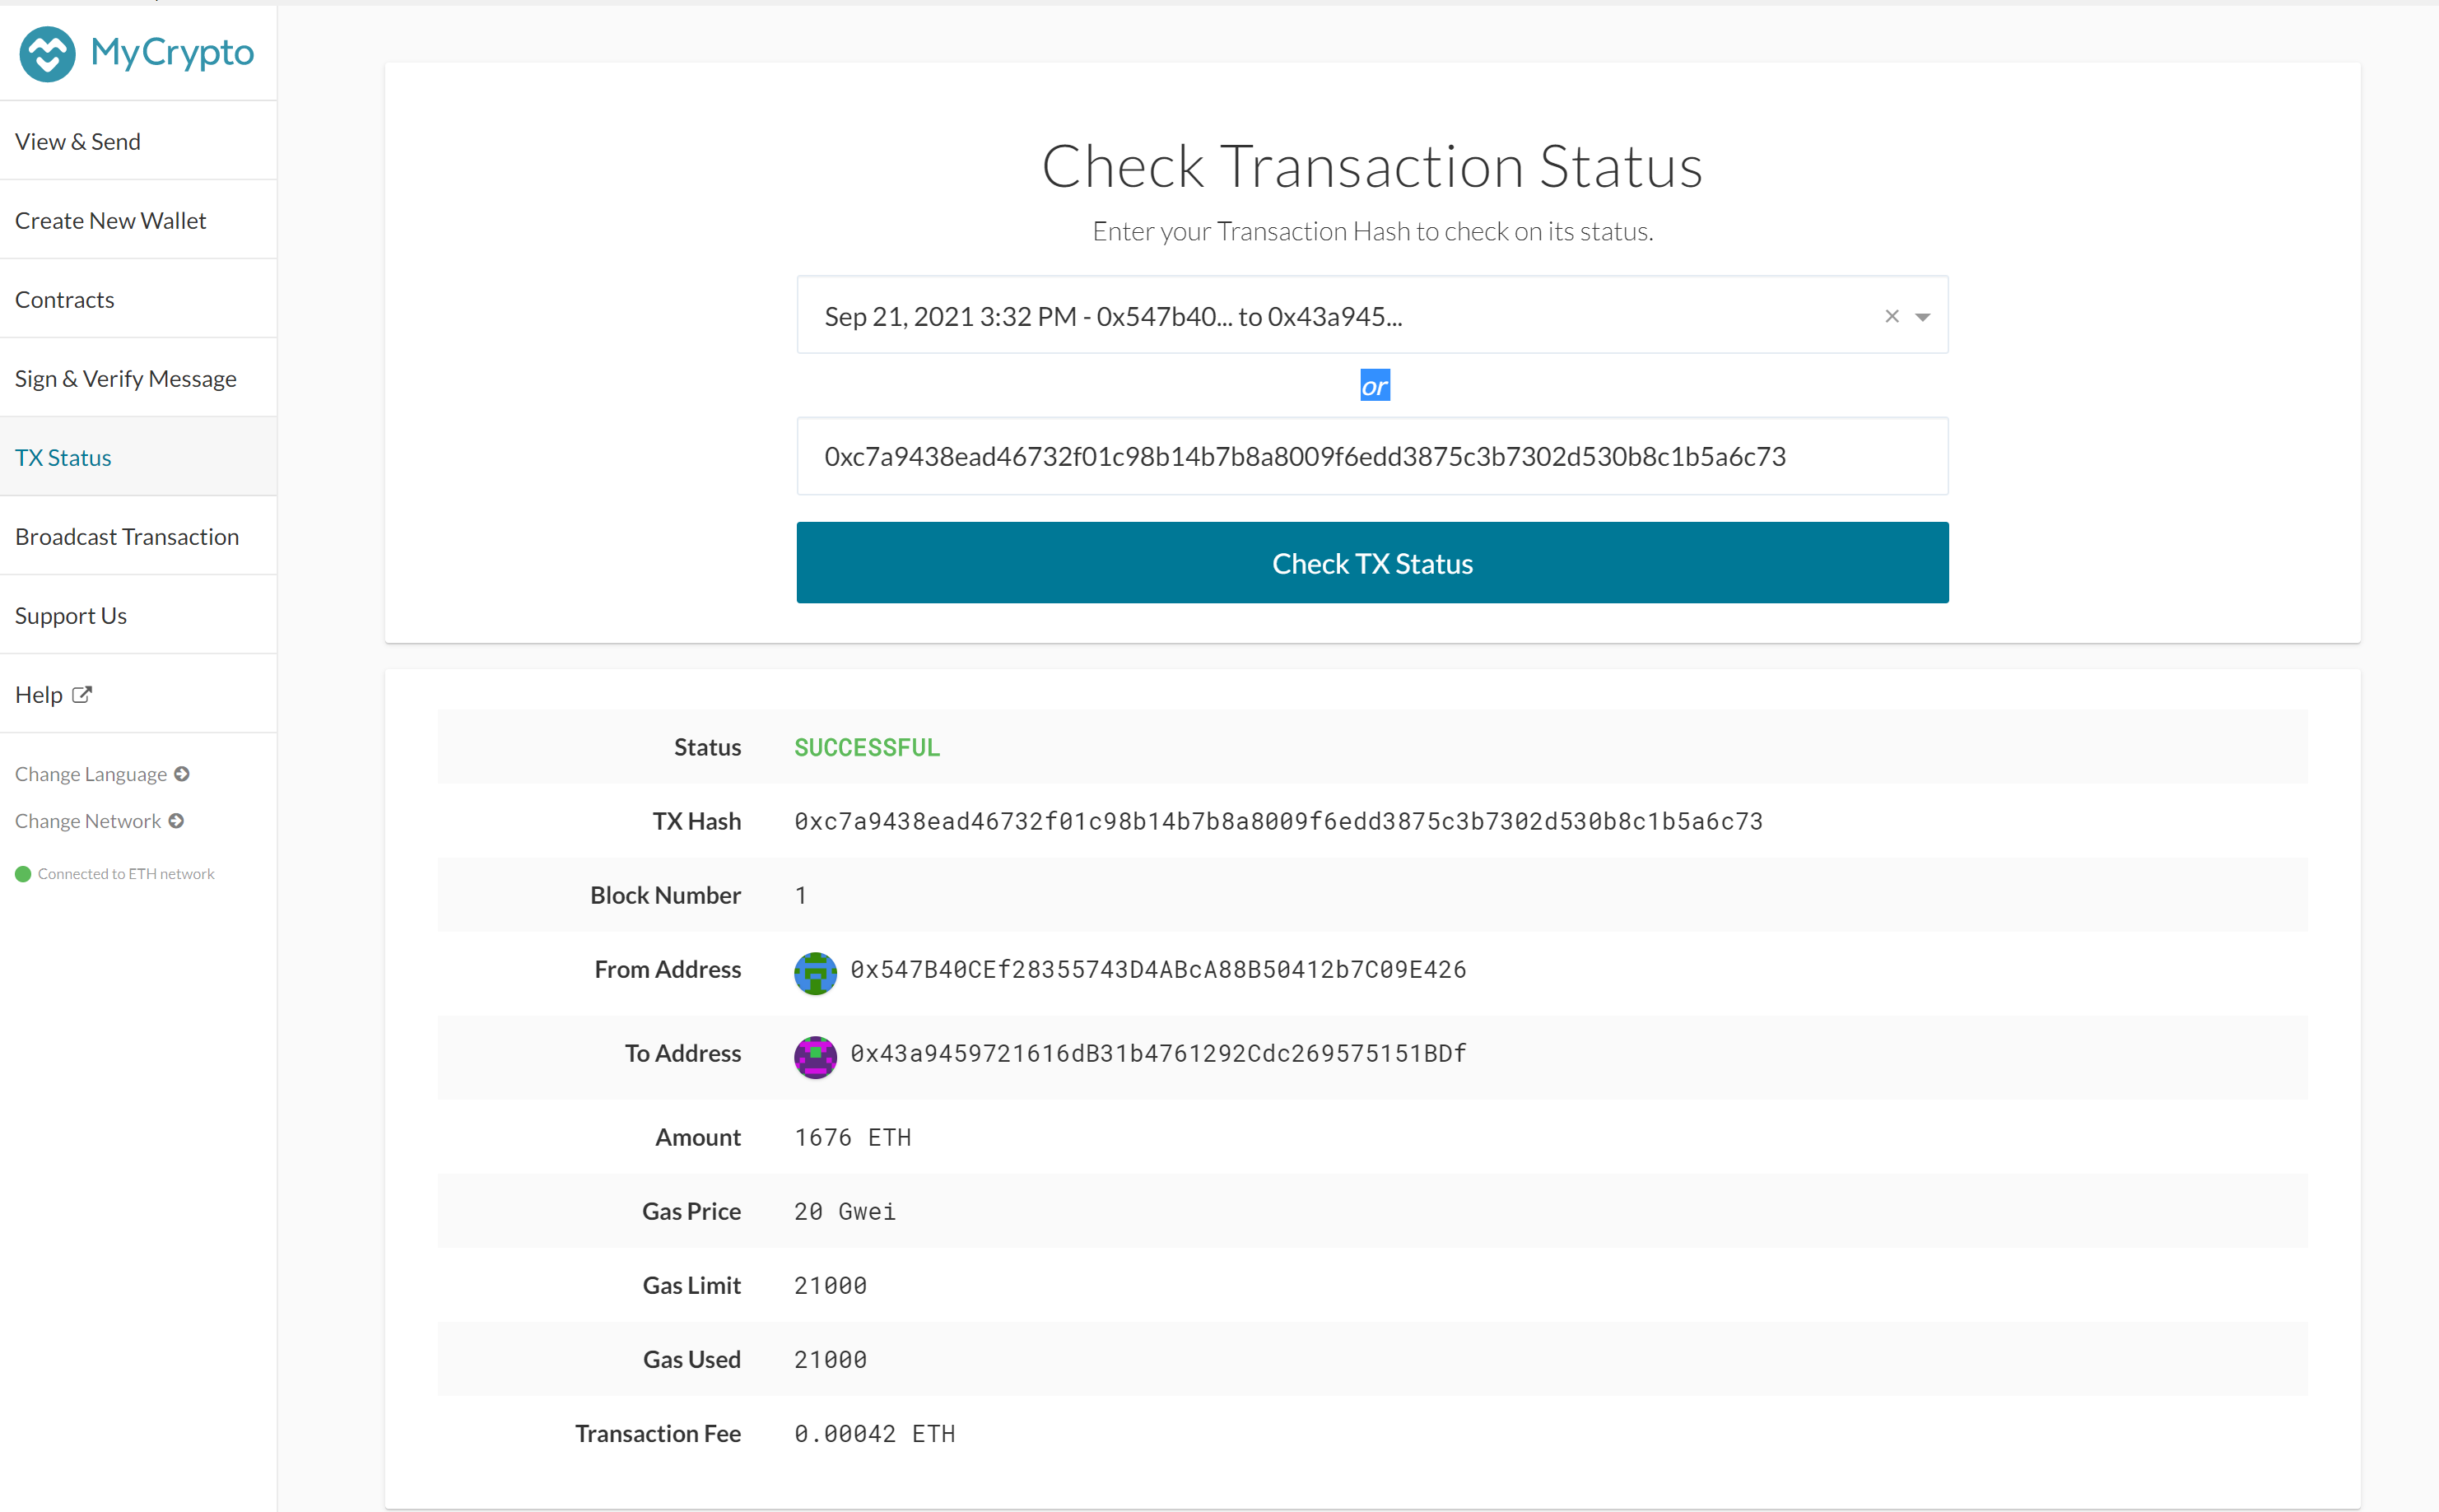 MyCrypto
View & Send
Create New Wallet
Contracts
Sign & Verify Message
TX Status
Broadcast Transaction
Support Us
Help
Change Language
Change Network
Connected to ETH network
Check Transaction Status
Enter your Transaction Hash to check on its status.
Sep 21, 2021 3:32 PM - 0x547b40... to 0x43a945...
or
0xc7a9438ead46732f01c98b14b7b8a8009f6edd3875c3b7302d530b8c1b5a6c73
Check TX Status
Status SUCCESSFUL
TX Hash 0xc7a9438ead46732f01c98b14b7b8a8009f6edd3875c3b7302d530b8c1b5a6c73
Block Number 1
From Address 0x547B40CEf28355743D4ABcA88B50412b7C09E426
To Address 0x43a9459721616dB31b4761292Cdc269575151BDf
Amount 1676 ETH
Gas Price 20 Gwei
Gas Limit 21000
Gas Used 21000
Transaction Fee 0.00042 ETH